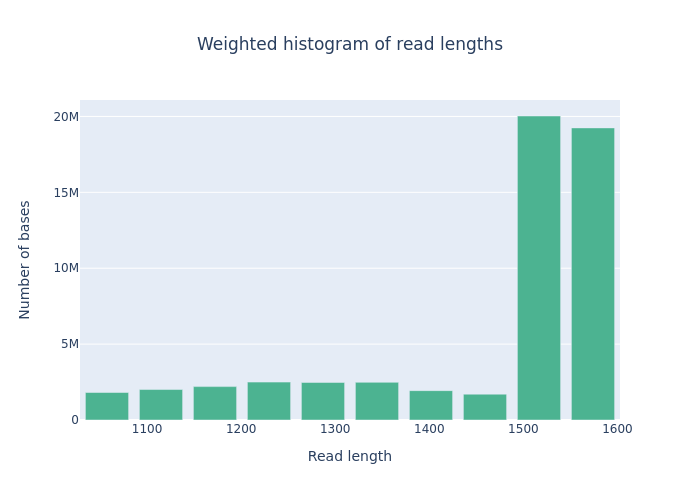 Weighted histogram of read lengths
20M
15M
10M
5M
0
Number of bases
1100 1200 1300 1400 1500 1600
Read length